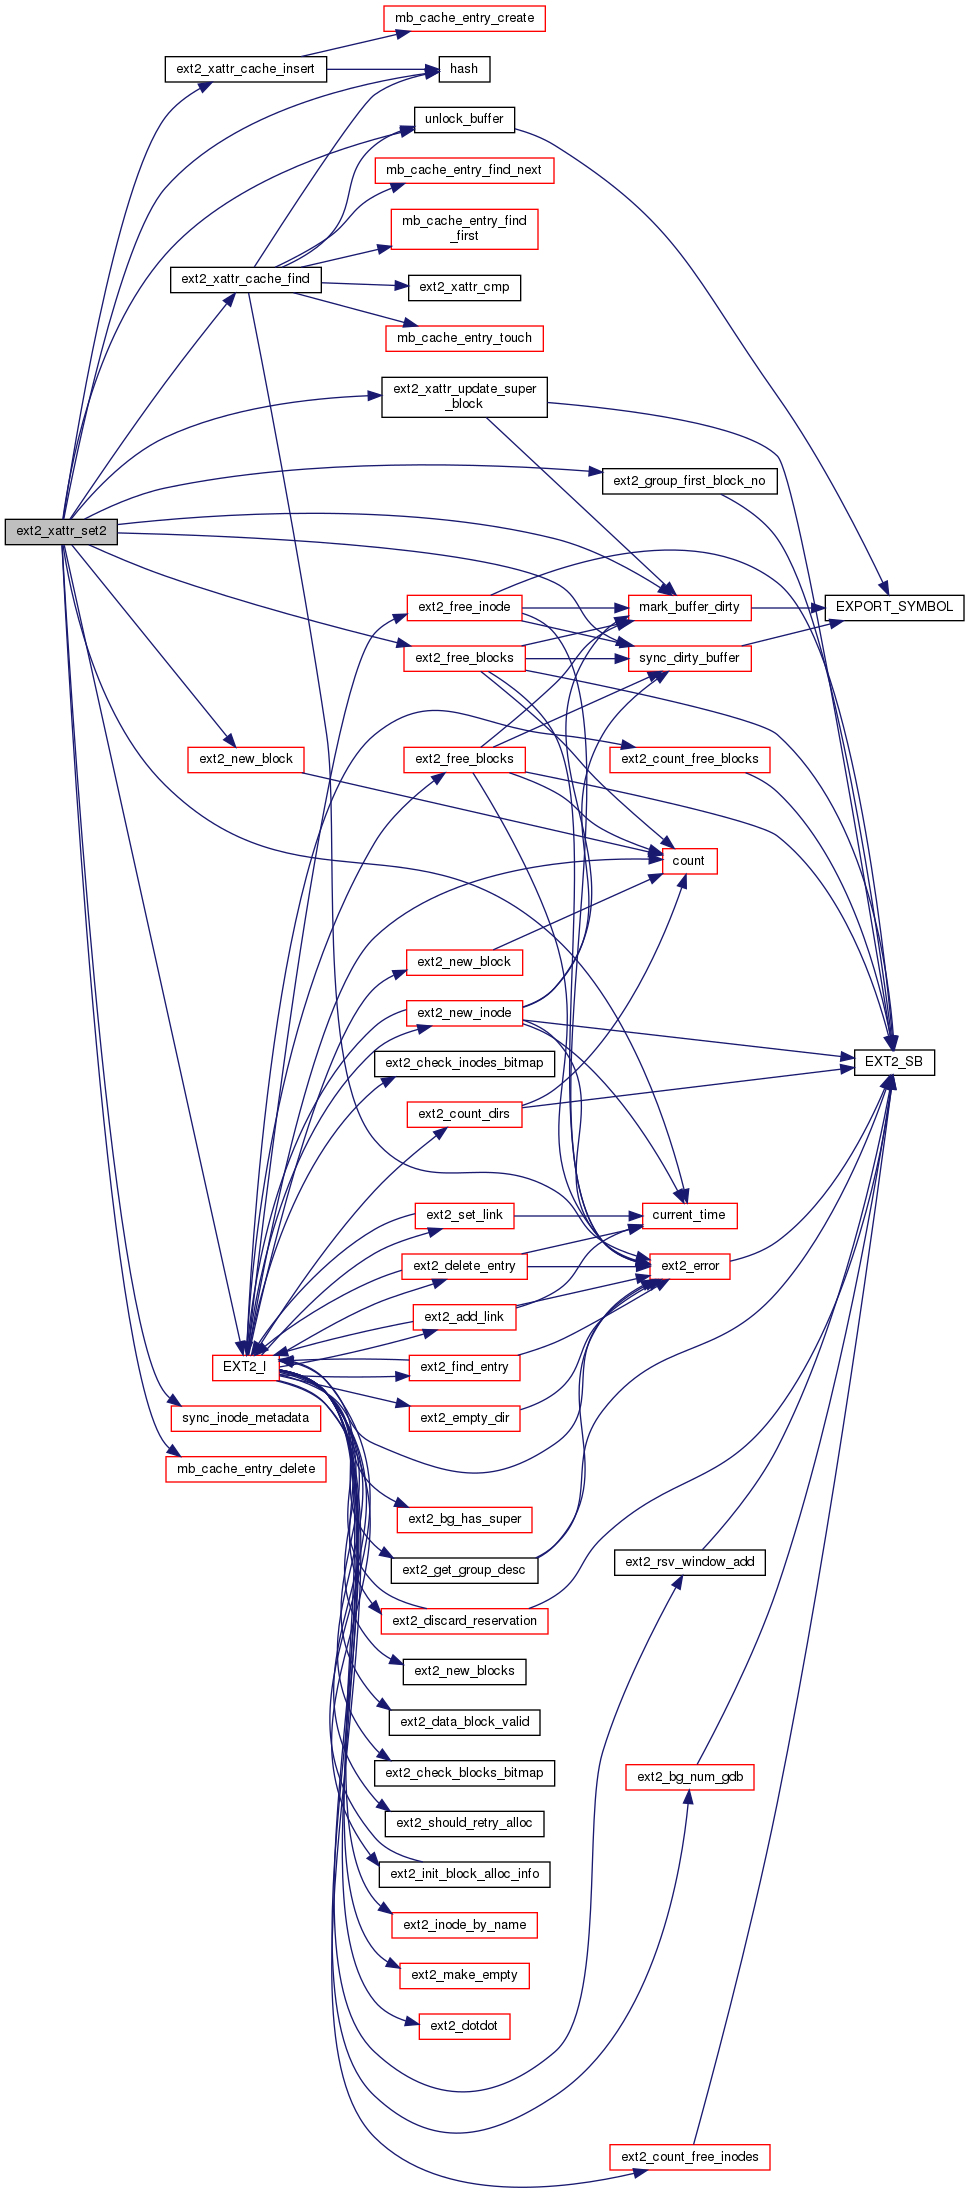 mb_cache_entry_create
ext2_xattr_cache_insert
hash
unlock_buffer
mb_cache_entry_find_next
mb_cache_entry_find
_first
ext2_xattr_cache_find
ext2_xattr_cmp
mb_cache_entry_touch
ext2_xattr_update_super
_block
ext2_group_first_block_no
ext2_xattr_set2
ext2_free_inode
mark_buffer_dirty
EXPORT_SYMBOL
ext2_free_blocks
sync_dirty_buffer
ext2_new_block
ext2_free_blocks
ext2_count_free_blocks
count
ext2_new_block
ext2_new_inode
ext2_check_inodes_bitmap
EXT2_SB
ext2_count_dirs
ext2_set_link
current_time
ext2_delete_entry
ext2_error
ext2_add_link
EXT2_I
ext2_find_entry
sync_inode_metadata
ext2_empty_dir
mb_cache_entry_delete
ext2_bg_has_super
ext2_get_group_desc
ext2_rsv_window_add
ext2_discard_reservation
ext2_new_blocks
ext2_data_block_valid
ext2_check_blocks_bitmap
ext2_bg_num_gdb
ext2_should_retry_alloc
ext2_init_block_alloc_info
ext2_inode_by_name
ext2_make_empty
ext2_dotdot
ext2_count_free_inodes